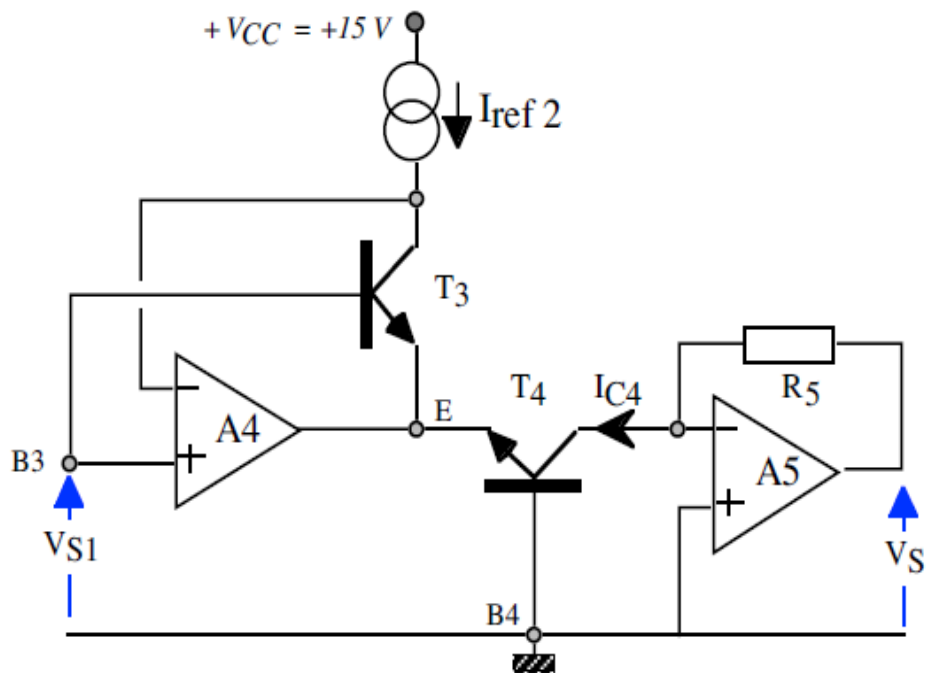 + VCC = +15 V
Iref 2
T3
A4
−
+
B3
VS1
E
T4
IC4
R5
A5
−
+
VS
B4